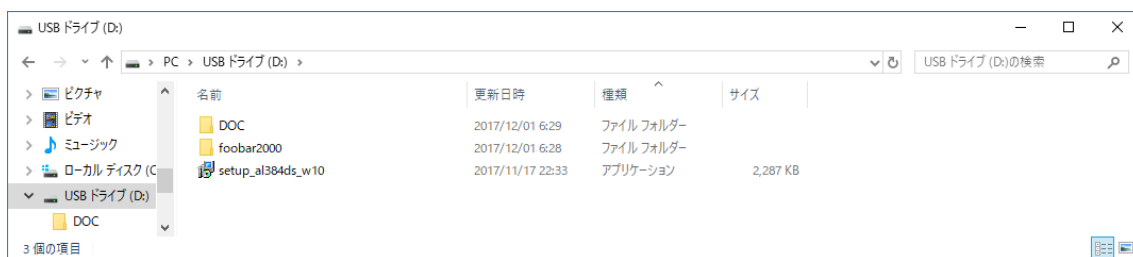 USB ドライブ (D:)
PC > USB ドライブ (D:) >
USB ドライブ (D:)の検索
ピクチャ
ビデオ
ミュージック
ローカル ディスク (C
USB ドライブ (D:)
DOC
名前 更新日時 種類 サイズ
DOC 2017/12/01 6:29 ファイル フォルダー
foobar2000 2017/12/01 6:28 ファイル フォルダー
setup_al384ds_w10 2017/11/17 22:33 アプリケーション 2,287 KB
3 個の項目